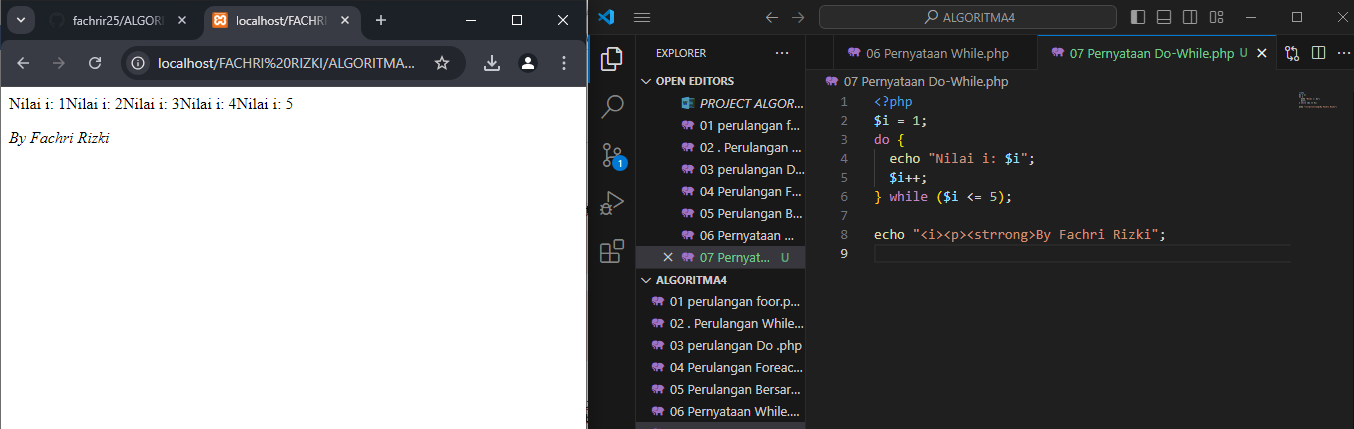 fachrir25/ALGOR
localhost/FACHRI
localhost/FACHRI%20RIZKI/ALGORITMA...
Nilai i: 1Nilai i: 2Nilai i: 3Nilai i: 4Nilai i: 5
By Fachri Rizki
ALGORITMA4
EXPLORER
OPEN EDITORS
PROJECT ALGOR...
01 perulangan f...
02 . Perulangan ...
03 perulangan D...
04 Perulangan F...
05 Perulangan B...
06 Pernyataan ...
07 Pernyat... U
ALGORITMA4
01 perulangan foor.p...
02 . Perulangan While...
03 perulangan Do .php
04 Perulangan Foreac...
05 Perulangan Bersar...
06 Pernyataan While....
1
06 Pernyataan While.php
07 Pernyataan Do-While.php U
07 Pernyataan Do-While.php
1 <?php
2 $i = 1;
3 do {
4 echo "Nilai i: $i";
5 $i++;
6 } while ($i <= 5);
7
8 echo "<i><p><strrong>By Fachri Rizki";
9